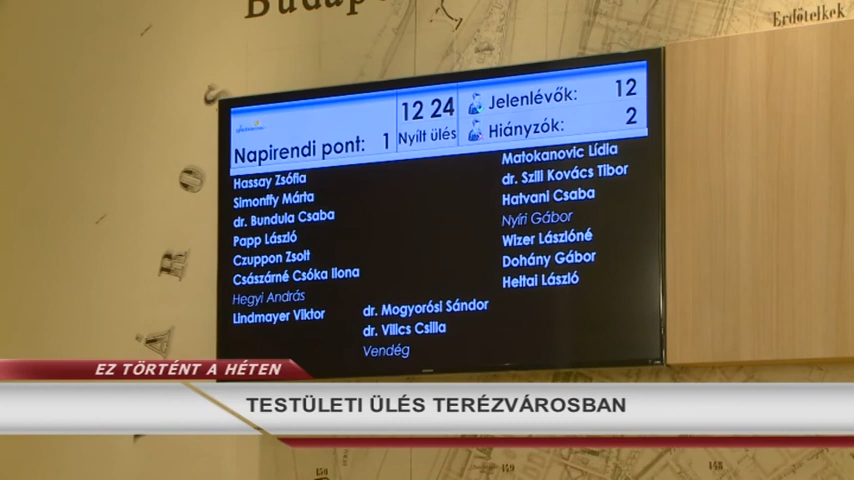 Budap
Erdőtelkek
Napirendi pont: 1
12 24
Nyílt ülés
Jelenlévők: 12
Hiányzók: 2
Hassay Zsófia
Simonffy Márta
dr. Bundula Csaba
Papp László
Czuppon Zsolt
Császárné Csóka Ilona
Hegyi András
Lindmayer Viktor
dr. Mogyorósi Sándor
dr. Vilics Csilla
Vendég
Matokanovic Lídia
dr. Szili Kovács Tibor
Hatvani Csaba
Nyíri Gábor
Wizer Lászlóné
Dohány Gábor
Heltai László
S
O
R
Á
EZ TÖRTÉNT A HÉTEN
TESTÜLETI ÜLÉS TERÉZVÁROSBAN
150
149
148